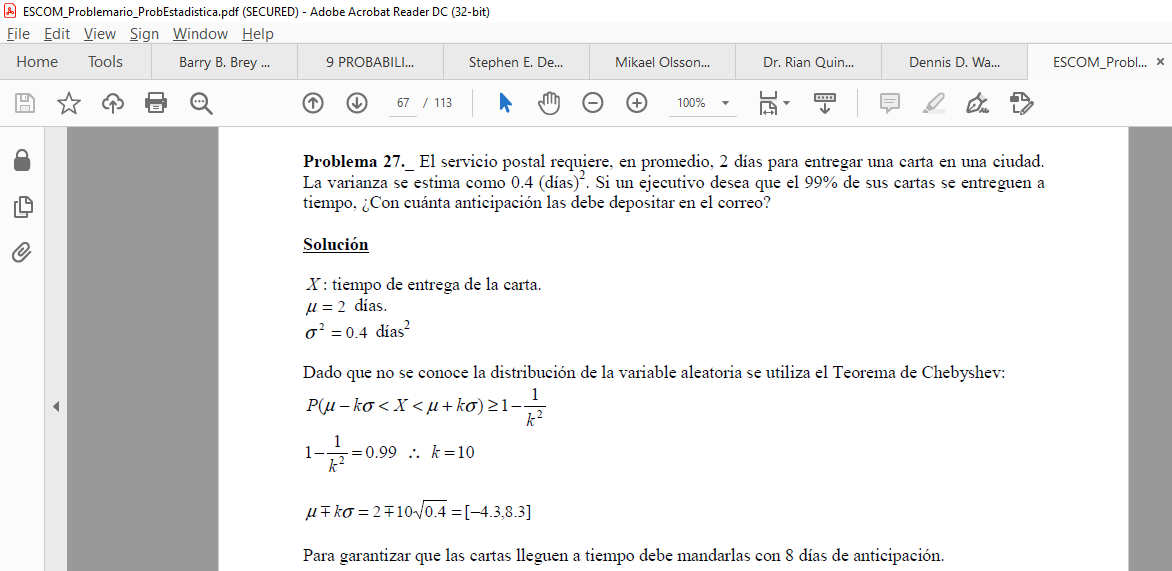 ESCOM_Problemario_ProbEstadistica.pdf (SECURED) - Adobe Acrobat Reader DC (32-bit)
File Edit View Sign Window Help
Home Tools Barry B. Brey ... 9 PROBABILI... Stephen E. De... Mikael Olsson... Dr. Rian Quin... Dennis D. Wa... ESCOM_Probl... ×
67 / 113 100%
Problema 27._ El servicio postal requiere, en promedio, 2 días para entregar una carta en una ciudad.
La varianza se estima como 0.4 (días)². Si un ejecutivo desea que el 99% de sus cartas se entreguen a
tiempo, ¿Con cuánta anticipación las debe depositar en el correo?
Solución
X : tiempo de entrega de la carta.
μ = 2 días.
σ² = 0.4 días²
Dado que no se conoce la distribución de la variable aleatoria se utiliza el Teorema de Chebyshev:
P(μ − kσ < X < μ + kσ) ≥ 1 − 1/k²
1 − 1/k² = 0.99 ∴ k = 10
μ ∓ kσ = 2 ∓ 10√0.4 = [−4.3,8.3]
Para garantizar que las cartas lleguen a tiempo debe mandarlas con 8 días de anticipación.